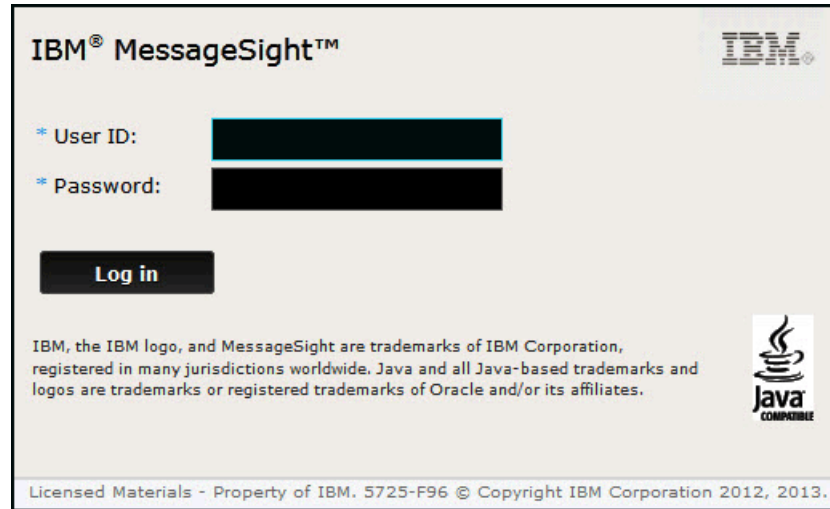 IBM® MessageSight™
IBM®
* User ID:
* Password:
Log in
IBM, the IBM logo, and MessageSight are trademarks of IBM Corporation,
registered in many jurisdictions worldwide. Java and all Java-based trademarks and
logos are trademarks or registered trademarks of Oracle and/or its affiliates.
Java
COMPATIBLE
Licensed Materials - Property of IBM. 5725-F96 © Copyright IBM Corporation 2012, 2013.